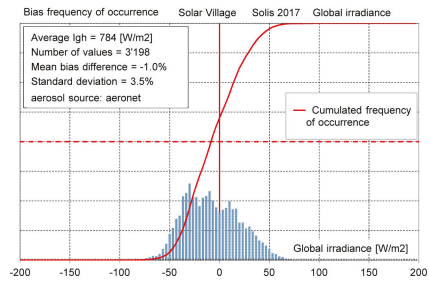 Bias frequency of occurrence Solar Village Solis 2017 Global irradiance
Average Igh = 784 [W/m2]
Number of values = 3'198
Mean bias difference = -1.0%
Standard deviation = 3.5%
aerosol source: aeronet
Cumulated frequency
of occurrence
Global irradiance [W/m2]
-200 -150 -100 -50 0 50 100 150 200